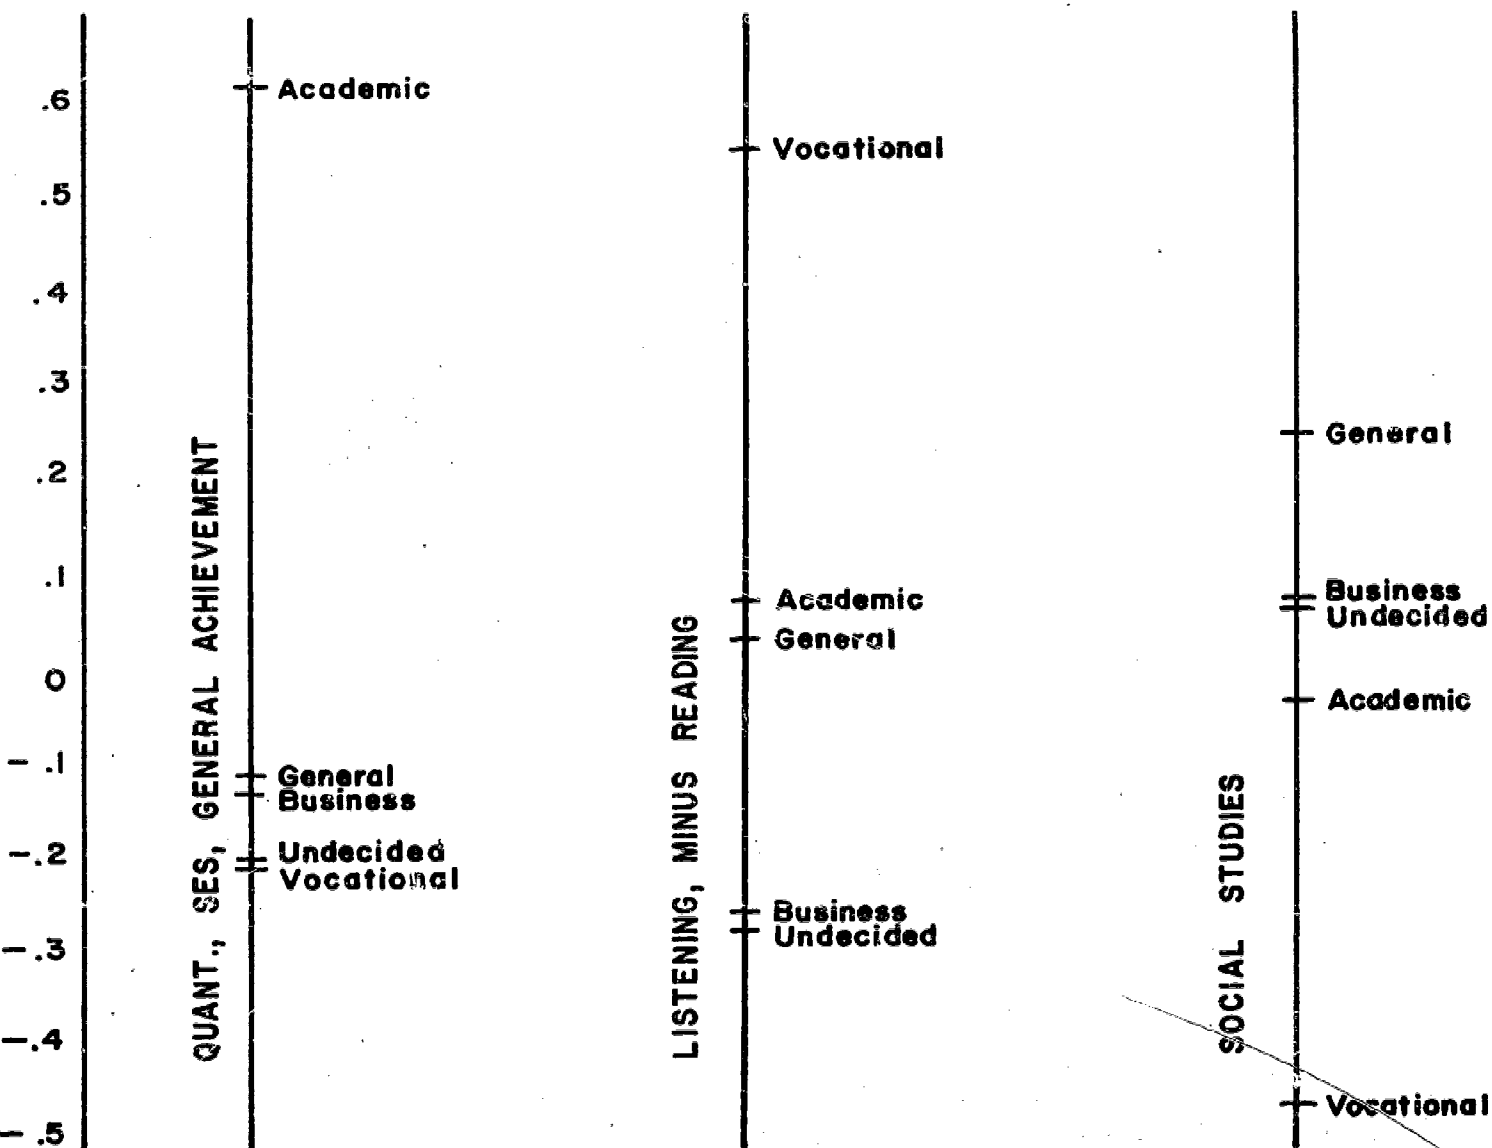 .6
.5
.4
.3
.2
.1
0
- .1
-.2
-.3
-.4
- .5
QUANT., SES, GENERAL ACHIEVEMENT
Academic
General
Business
Undecided
Vocational
LISTENING, MINUS READING
Vocational
Academic
General
Business
Undecided
SOCIAL STUDIES
General
Business
Undecided
Academic
Vocational